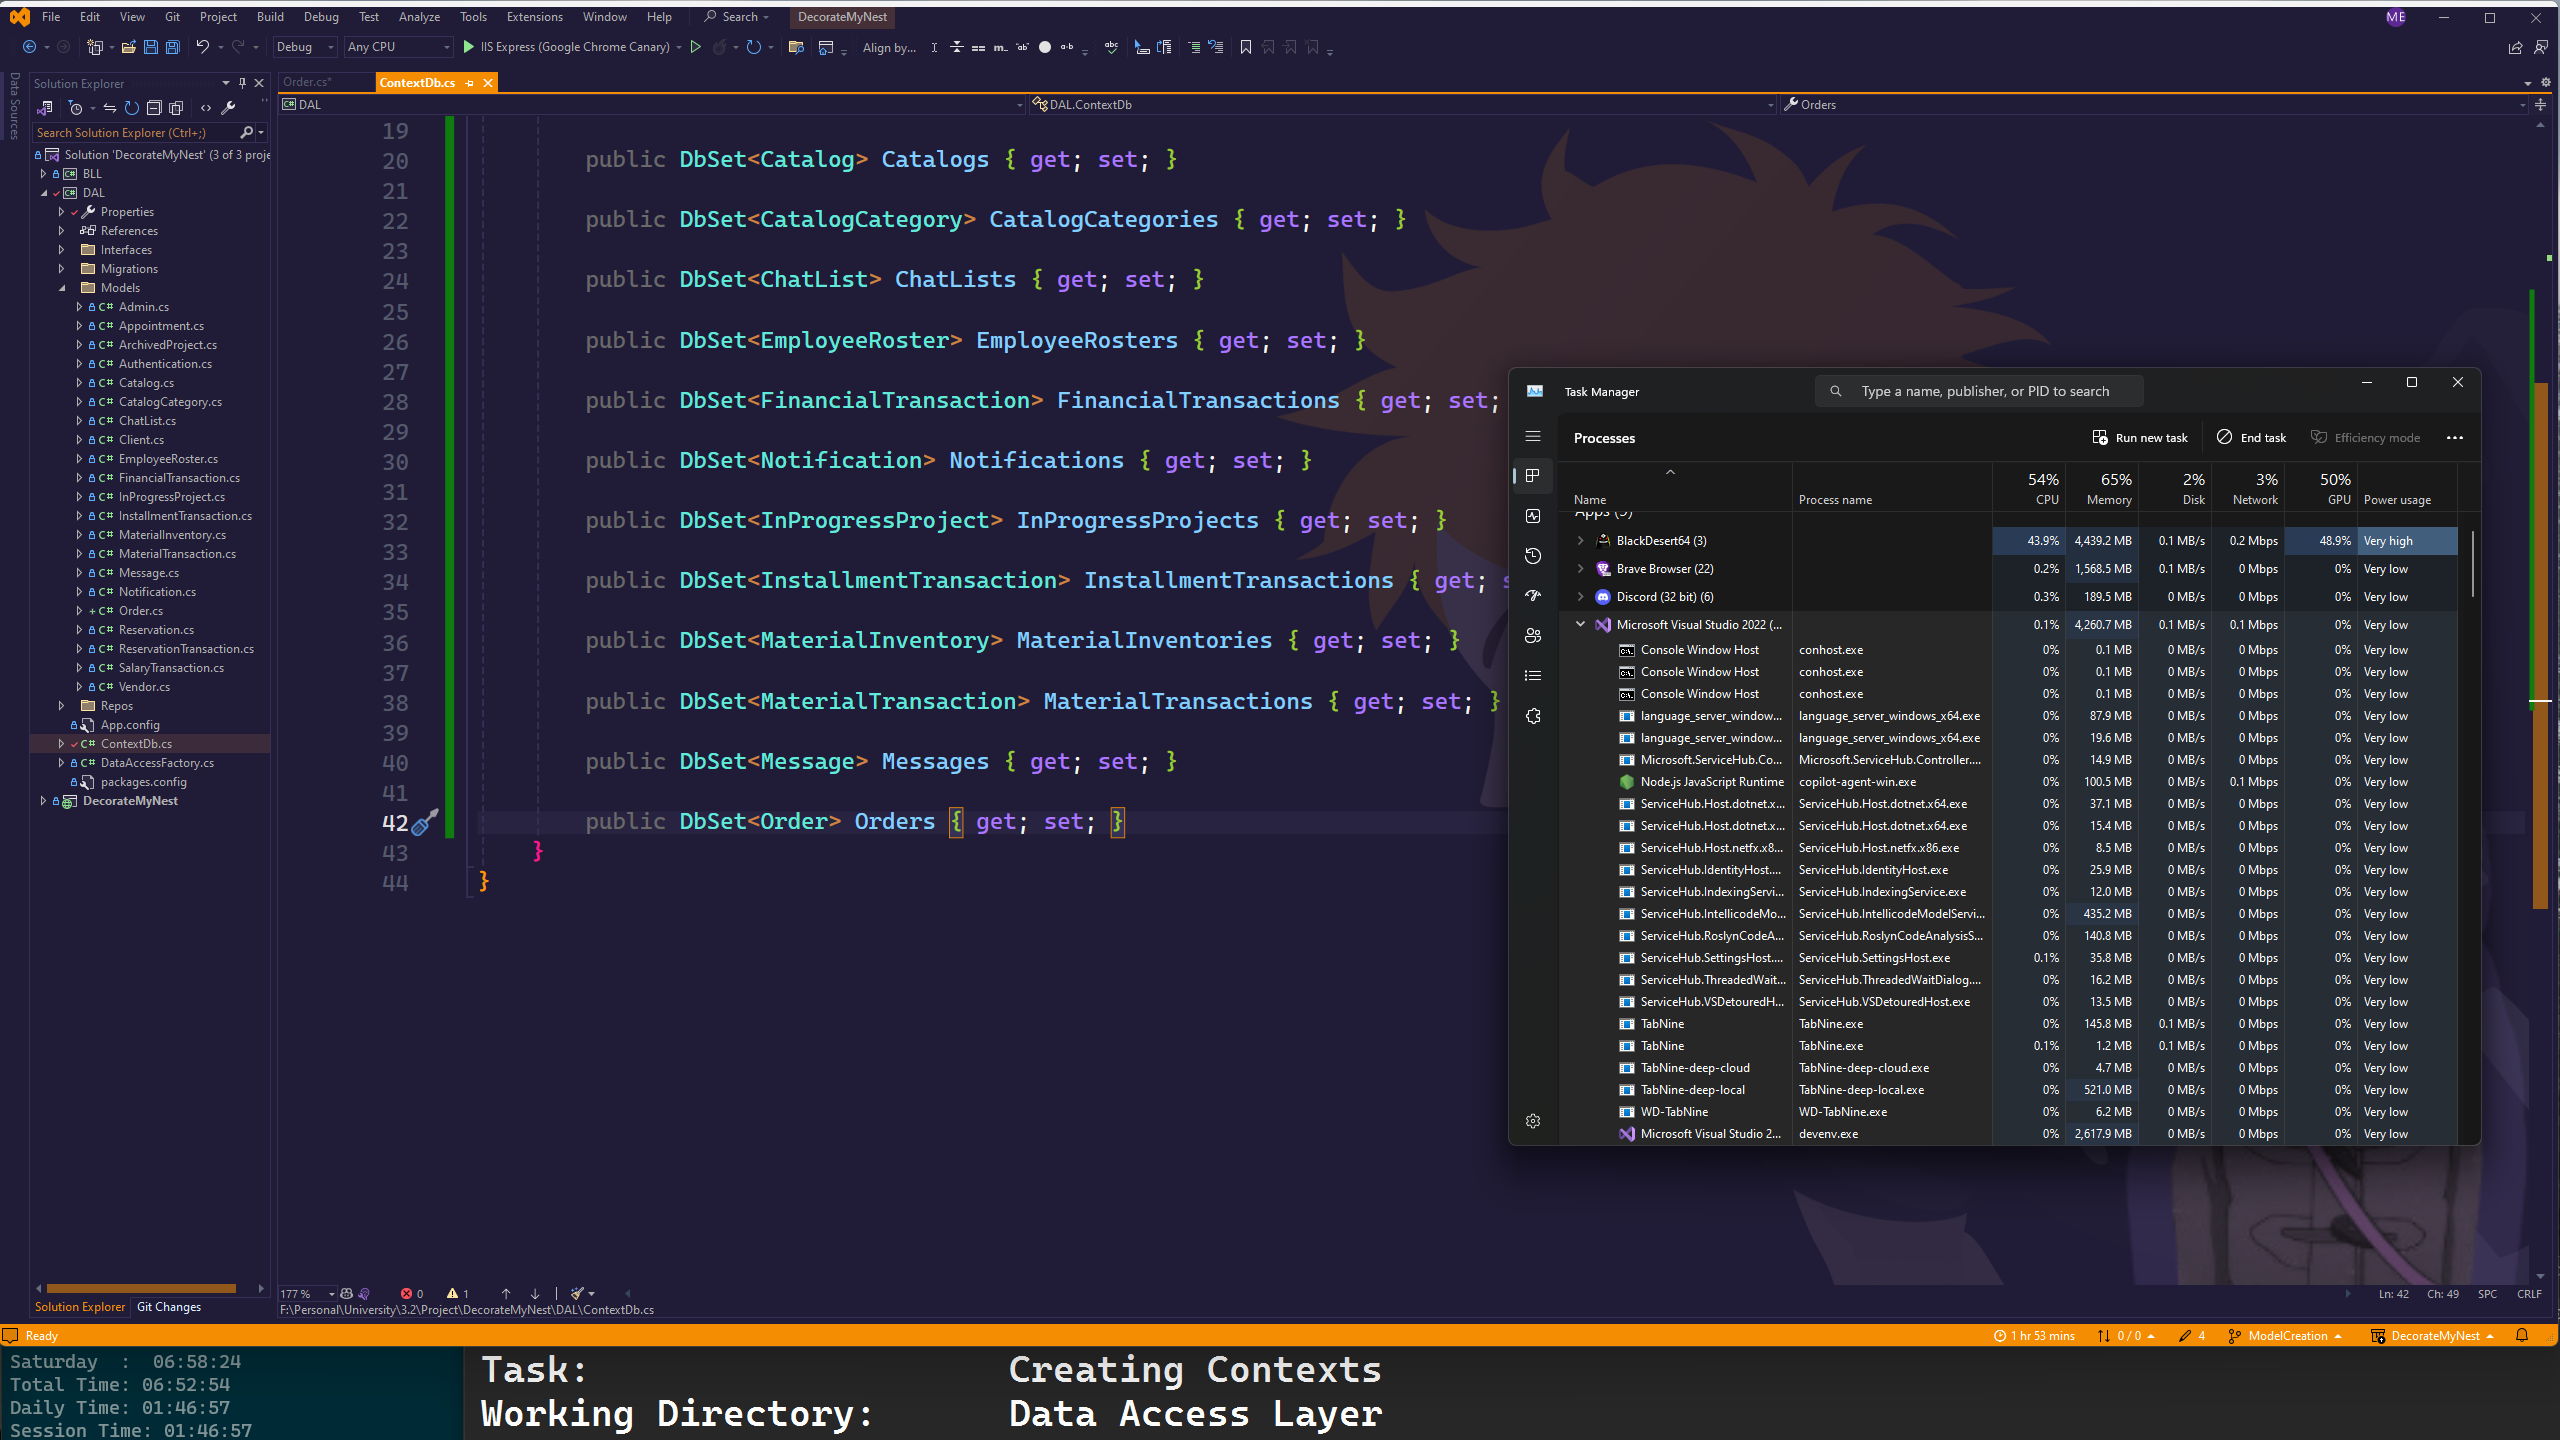 File Edit View Git Project Build Debug Test Analyze Tools Extensions Window Help Search DecorateMyNest ME
Debug Any CPU IIS Express (Google Chrome Canary) Align by...
Data Sources
Solution Explorer
Search Solution Explorer (Ctrl+;)
Solution 'DecorateMyNest' (3 of 3 proje
BLL
DAL
Properties
References
Interfaces
Migrations
Models
C# Admin.cs
C# Appointment.cs
C# ArchivedProject.cs
C# Authentication.cs
C# Catalog.cs
C# CatalogCategory.cs
C# ChatList.cs
C# Client.cs
C# EmployeeRoster.cs
C# FinancialTransaction.cs
C# InProgressProject.cs
C# InstallmentTransaction.cs
C# MaterialInventory.cs
C# MaterialTransaction.cs
C# Message.cs
C# Notification.cs
+ C# Order.cs
C# Reservation.cs
C# ReservationTransaction.cs
C# SalaryTransaction.cs
C# Vendor.cs
Repos
App.config
C# ContextDb.cs
C# DataAccessFactory.cs
packages.config
DecorateMyNest
Solution Explorer Git Changes
Order.cs* ContextDb.cs
DAL DAL.ContextDb Orders
19
20 public DbSet<Catalog> Catalogs { get; set; }
21
22 public DbSet<CatalogCategory> CatalogCategories { get; set; }
23
24 public DbSet<ChatList> ChatLists { get; set; }
25
26 public DbSet<EmployeeRoster> EmployeeRosters { get; set; }
27
28 public DbSet<FinancialTransaction> FinancialTransactions { get; set;
29
30 public DbSet<Notification> Notifications { get; set; }
31
32 public DbSet<InProgressProject> InProgressProjects { get; set; }
33
34 public DbSet<InstallmentTransaction> InstallmentTransactions { get; s
35
36 public DbSet<MaterialInventory> MaterialInventories { get; set; }
37
38 public DbSet<MaterialTransaction> MaterialTransactions { get; set; }
39
40 public DbSet<Message> Messages { get; set; }
41
42 public DbSet<Order> Orders { get; set; }
43 }
44 }
Task Manager Type a name, publisher, or PID to search
Processes Run new task End task Efficiency mode
54% 65% 2% 3% 50%
Name Process name CPU Memory Disk Network GPU Power usage
Apps (5)
BlackDesert64 (3) 43.9% 4,439.2 MB 0.1 MB/s 0.2 Mbps 48.9% Very high
Brave Browser (22) 0.2% 1,568.5 MB 0.1 MB/s 0 Mbps 0% Very low
Discord (32 bit) (6) 0.3% 189.5 MB 0 MB/s 0 Mbps 0% Very low
Microsoft Visual Studio 2022 (... 0.1% 4,260.7 MB 0.1 MB/s 0.1 Mbps 0% Very low
Console Window Host conhost.exe 0% 0.1 MB 0 MB/s 0 Mbps 0% Very low
Console Window Host conhost.exe 0% 0.1 MB 0 MB/s 0 Mbps 0% Very low
Console Window Host conhost.exe 0% 0.1 MB 0 MB/s 0 Mbps 0% Very low
language_server_window... language_server_windows_x64.exe 0% 87.9 MB 0 MB/s 0 Mbps 0% Very low
language_server_window... language_server_windows_x64.exe 0% 19.6 MB 0 MB/s 0 Mbps 0% Very low
Microsoft.ServiceHub.Co... Microsoft.ServiceHub.Controller.... 0% 14.9 MB 0 MB/s 0 Mbps 0% Very low
Node.js JavaScript Runtime copilot-agent-win.exe 0% 100.5 MB 0 MB/s 0.1 Mbps 0% Very low
ServiceHub.Host.dotnet.x... ServiceHub.Host.dotnet.x64.exe 0% 37.1 MB 0 MB/s 0 Mbps 0% Very low
ServiceHub.Host.dotnet.x... ServiceHub.Host.dotnet.x64.exe 0% 15.4 MB 0 MB/s 0 Mbps 0% Very low
ServiceHub.Host.netfx.x8... ServiceHub.Host.netfx.x86.exe 0% 8.5 MB 0 MB/s 0 Mbps 0% Very low
ServiceHub.IdentityHost.... ServiceHub.IdentityHost.exe 0% 25.9 MB 0 MB/s 0 Mbps 0% Very low
ServiceHub.IndexingServi... ServiceHub.IndexingService.exe 0% 12.0 MB 0 MB/s 0 Mbps 0% Very low
ServiceHub.IntellicodeMo... ServiceHub.IntellicodeModelServi... 0% 435.2 MB 0 MB/s 0 Mbps 0% Very low
ServiceHub.RoslynCodeA... ServiceHub.RoslynCodeAnalysisS... 0% 140.8 MB 0 MB/s 0 Mbps 0% Very low
ServiceHub.SettingsHost.... ServiceHub.SettingsHost.exe 0.1% 35.8 MB 0 MB/s 0 Mbps 0% Very low
ServiceHub.ThreadedWait... ServiceHub.ThreadedWaitDialog.... 0% 16.2 MB 0 MB/s 0 Mbps 0% Very low
ServiceHub.VSDetouredH... ServiceHub.VSDetouredHost.exe 0% 13.5 MB 0 MB/s 0 Mbps 0% Very low
TabNine TabNine.exe 0% 145.8 MB 0.1 MB/s 0 Mbps 0% Very low
TabNine TabNine.exe 0.1% 1.2 MB 0.1 MB/s 0 Mbps 0% Very low
TabNine-deep-cloud TabNine-deep-cloud.exe 0% 4.7 MB 0 MB/s 0 Mbps 0% Very low
TabNine-deep-local TabNine-deep-local.exe 0% 521.0 MB 0 MB/s 0 Mbps 0% Very low
WD-TabNine WD-TabNine.exe 0% 6.2 MB 0 MB/s 0 Mbps 0% Very low
Microsoft Visual Studio 2... devenv.exe 0% 2,617.9 MB 0 MB/s 0 Mbps 0% Very low
177 % 0 1 Ln: 42 Ch: 49 SPC CRLF
F:\Personal\University\3.2\Project\DecorateMyNest\DAL\ContextDb.cs
Ready 1 hr 53 mins 0 / 0 4 ModelCreation DecorateMyNest
Saturday : 06:58:24
Total Time: 06:52:54
Daily Time: 01:46:57
Session Time: 01:46:57
Task: Creating Contexts
Working Directory: Data Access Layer